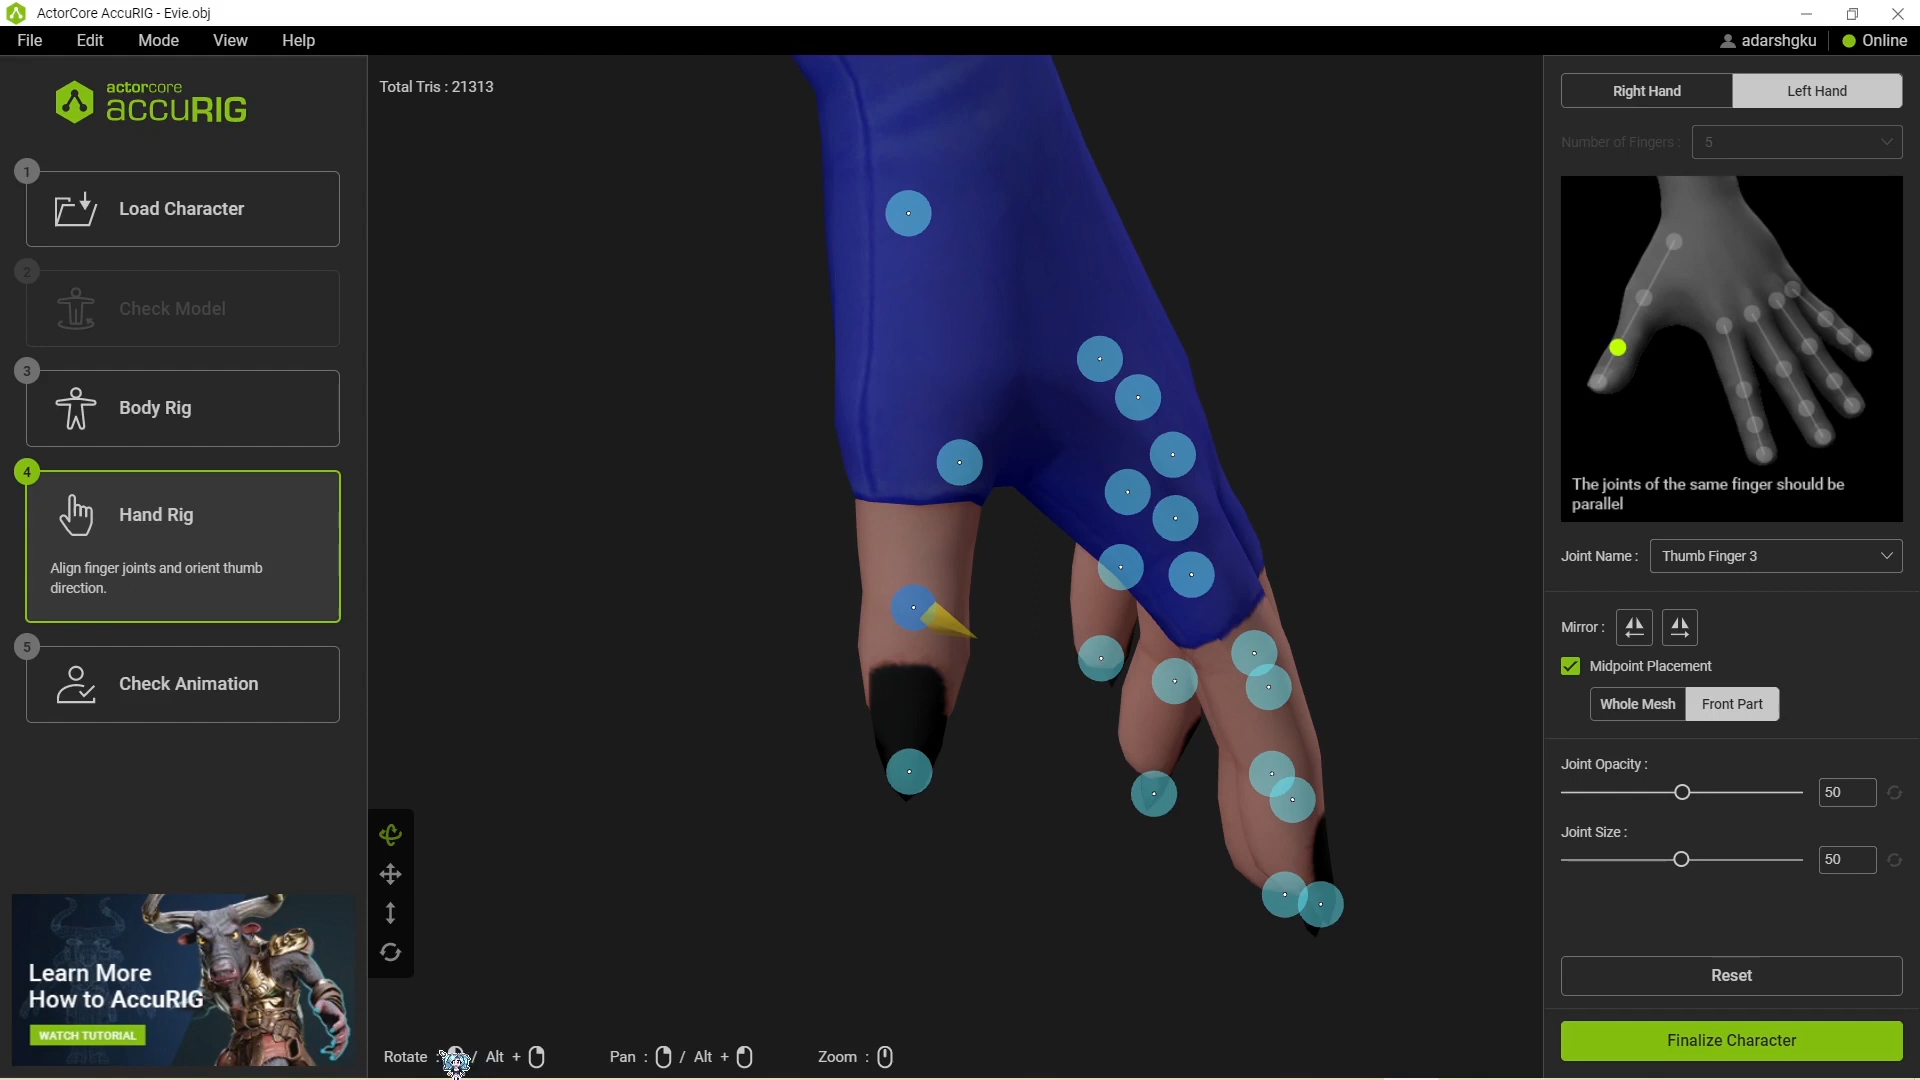 ActorCore AccuRIG - Evie.obj
File Edit Mode View Help
adarshgku Online
actorcore
accuRIG
1
Load Character
2
Check Model
3
Body Rig
4
Hand Rig
Align finger joints and orient thumb
direction.
5
Check Animation
Learn More
How to AccuRIG
WATCH TUTORIAL
Total Tris : 21313
Rotate : / Alt + Pan : / Alt + Zoom :
Right Hand Left Hand
Number of Fingers : 5
The joints of the same finger should be
parallel
Joint Name : Thumb Finger 3
Mirror :
Midpoint Placement
Whole Mesh Front Part
Joint Opacity :
50
Joint Size :
50
Reset
Finalize Character